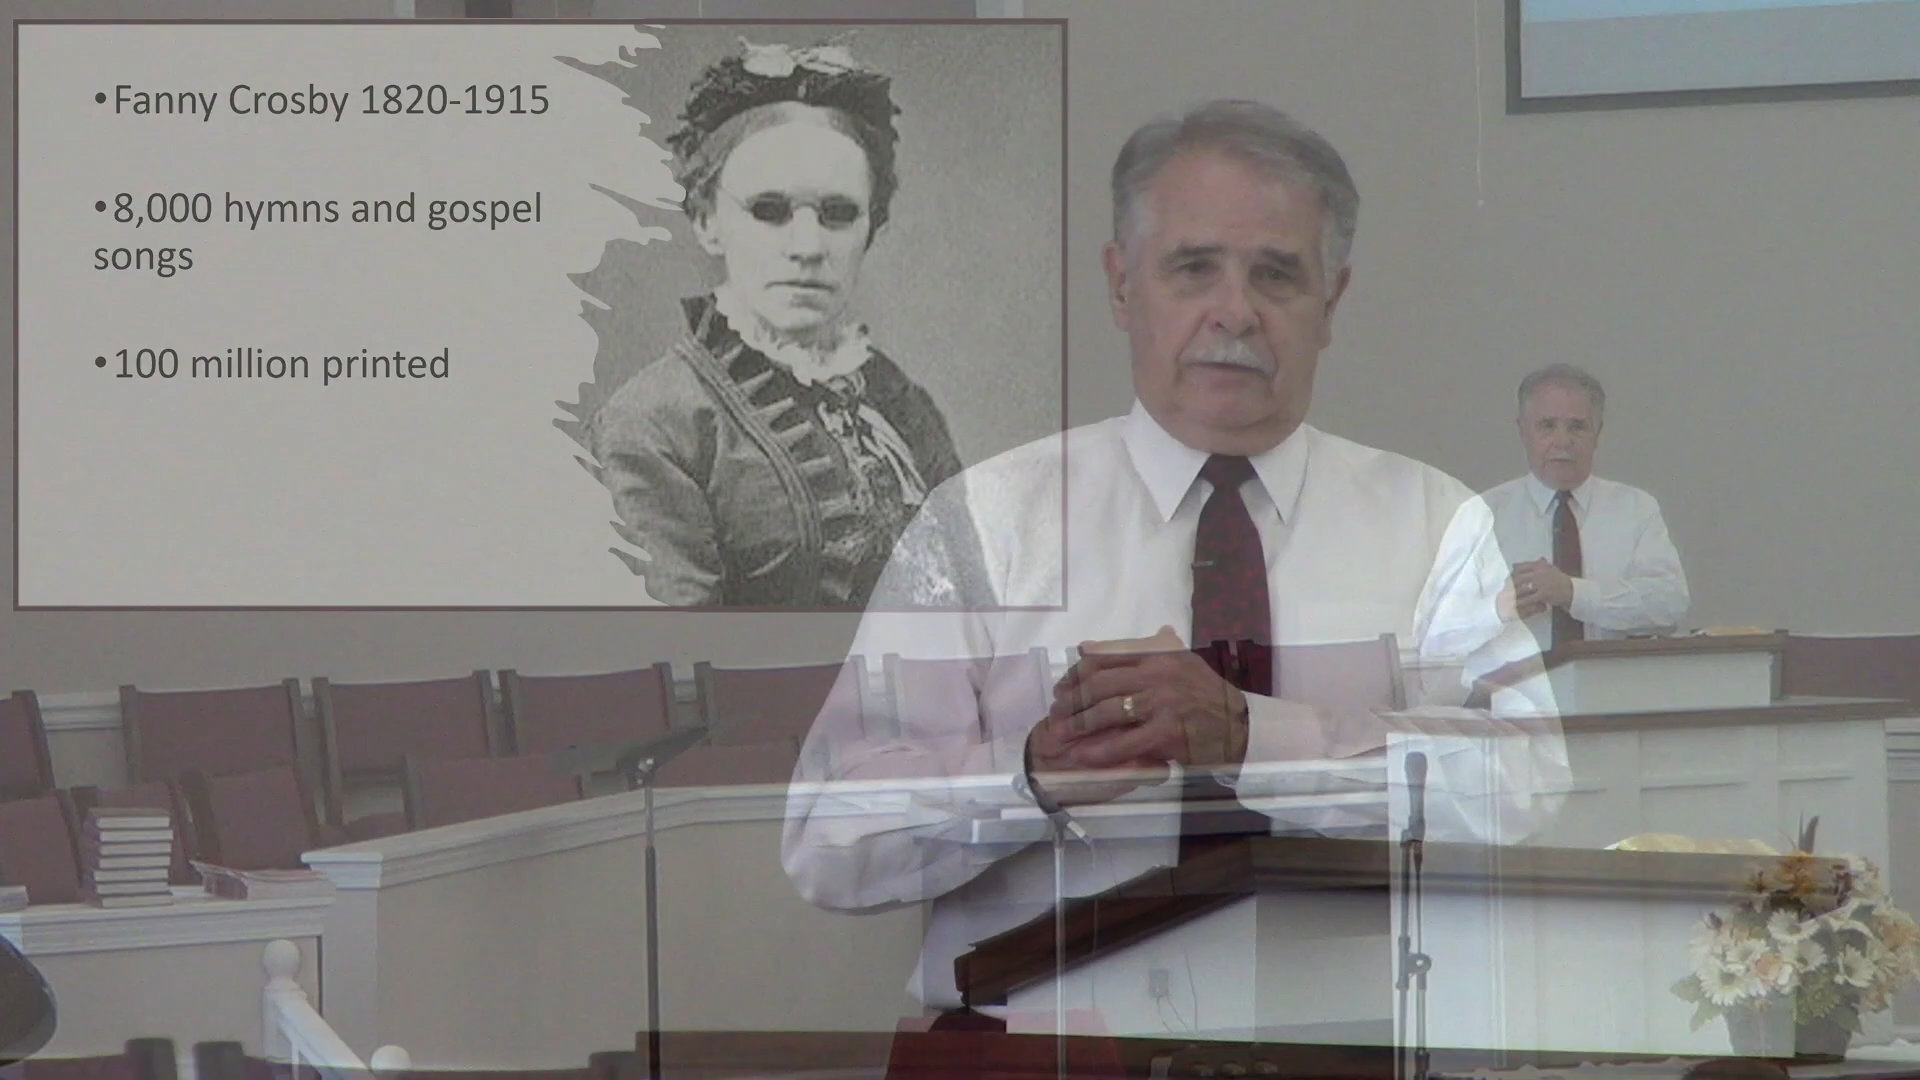 •Fanny Crosby 1820-1915
•8,000 hymns and gospel
songs
•100 million printed